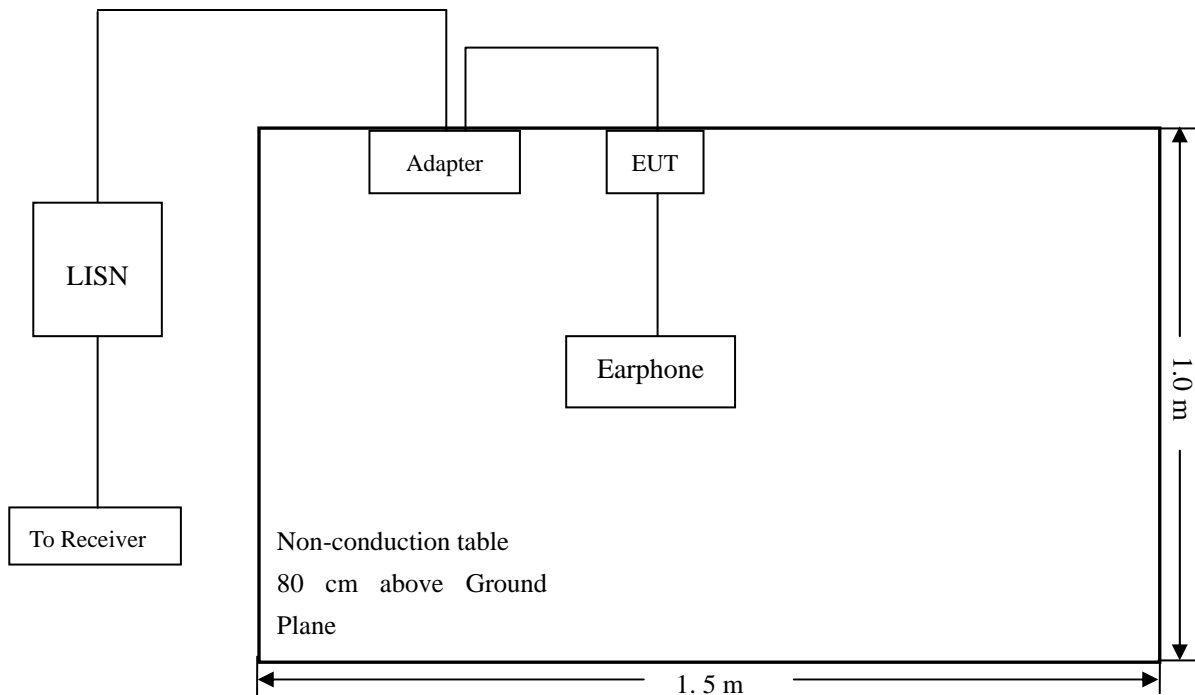 Adapter
EUT
LISN
Earphone
1.0 m
To Receiver
Non-conduction table
80 cm above Ground
Plane
1. 5 m